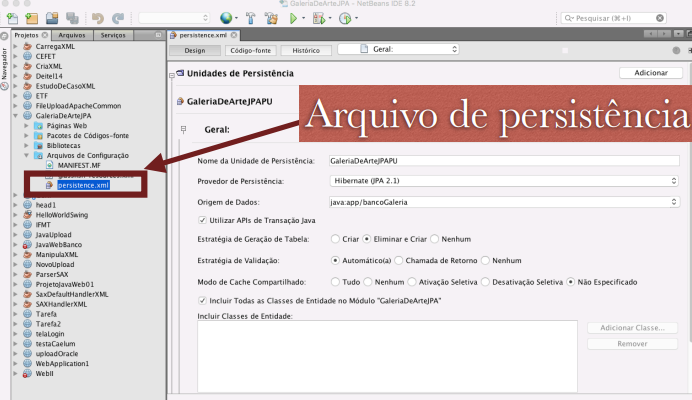 GaleriaDeArteJPA - NetBeans IDE 8.2
Pesquisar (⌘+I)
Projetos Arquivos Serviços
persistence.xml
Navegador
Design Código-fonte Histórico Geral:
CarregaXML
CEFET
CriaXML
Deitel14
EstudoDeCasoXML
ETF
FileUploadApacheCommon
GaleriaDeArteJPA
Páginas Web
Pacotes de Códigos-fonte
Bibliotecas
Arquivos de Configuração
MANIFEST.MF
persistence.xml
head1
HelloWorldSwing
IFMT
JavaUpload
JavaWebBanco
ManipulaXML
NovoUpload
ParserSAX
ProjetoJavaWeb01
SaxDefaultHandlerXML
SAXHandlerXML
Tarefa
Tarefa2
telaLogin
testaCaelum
uploadOracle
WebApplication1
WebII
Unidades de Persistência Adicionar
GaleriaDeArteJPAPU
Arquivo de persistência
Geral:
Nome da Unidade de Persistência: GaleriaDeArteJPAPU
Provedor de Persistência: Hibernate (JPA 2.1)
Origem de Dados: java:app/bancoGaleria
Utilizar APIs de Transação Java
Estratégia de Geração de Tabela: Criar Eliminar e Criar Nenhum
Estratégia de Validação: Automático(a) Chamada de Retorno Nenhum
Modo de Cache Compartilhado: Tudo Nenhum Ativação Seletiva Desativação Seletiva Não Especificado
Incluir Todas as Classes de Entidade no Módulo "GaleriaDeArteJPA"
Incluir Classes de Entidade:
Adicionar Classe...
Remover